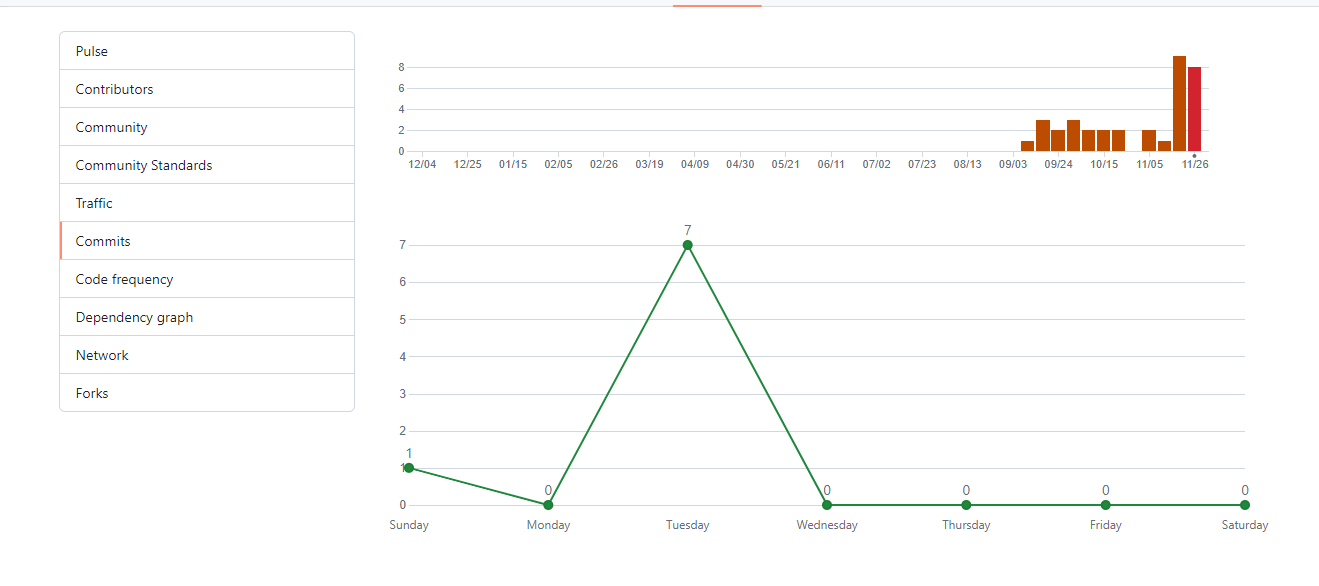 Pulse
Contributors
Community
Community Standards
Traffic
Commits
Code frequency
Dependency graph
Network
Forks
8
6
4
2
0
12/04 12/25 01/15 02/05 02/26 03/19 04/09 04/30 05/21 06/11 07/02 07/23 08/13 09/03 09/24 10/15 11/05 11/26
7
7
6
5
4
3
2
1
1
0 0 0 0 0
0
Sunday Monday Tuesday Wednesday Thursday Friday Saturday